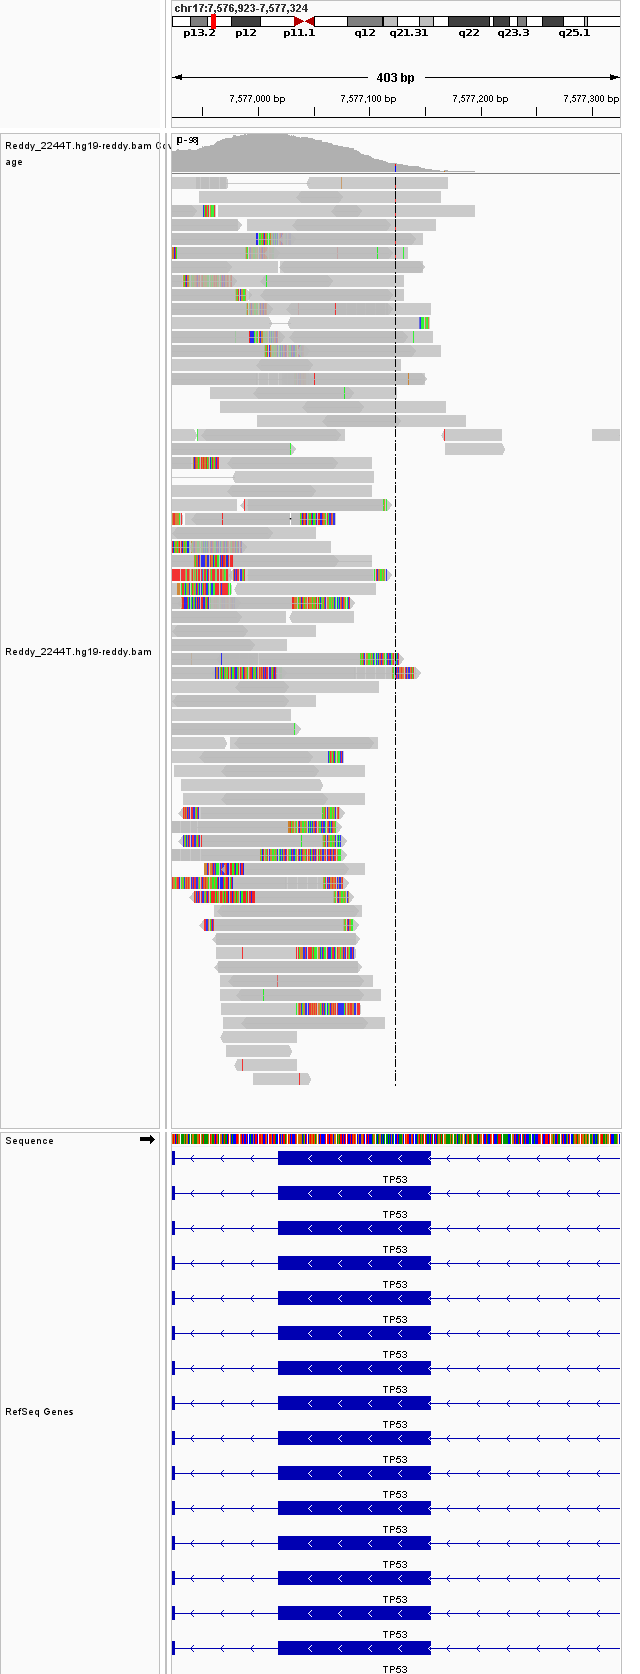 chr17:7,576,923-7,577,324
p13.2 p12 p11.1 q12 q21.31 q22 q23.3 q25.1
403 bp
7,577,000 bp 7,577,100 bp 7,577,200 bp 7,577,300 bp
[0-98]
Reddy_2244T.hg19-reddy.bam Cov
age
Reddy_2244T.hg19-reddy.bam
Sequence
TP53
TP53
TP53
TP53
TP53
TP53
TP53
RefSeq Genes
TP53
TP53
TP53
TP53
TP53
TP53
TP53
TP53